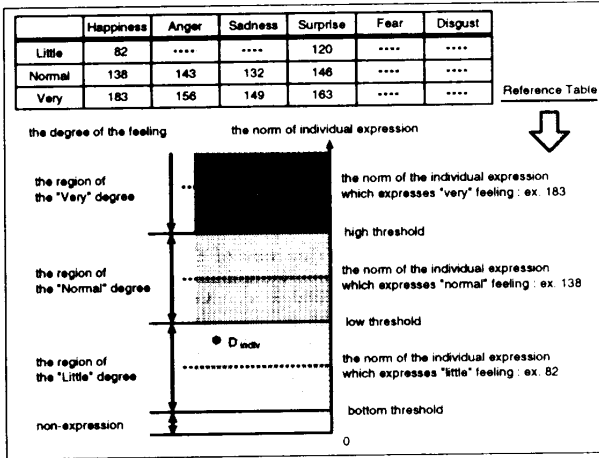 Happiness Anger Sadness Surprise Fear Disgust
Little 82 ---- ---- 120 ---- ----
Normal 138 143 132 146 ---- ----
Very 183 156 149 163 ---- ----
Reference Table
the degree of the feeling
the norm of individual expression
the region of
the "Very" degree
the norm of the individual expression
which expresses "very" feeling : ex. 183
high threshold
the region of
the "Normal" degree
the norm of the individual expression
which expresses "normal" feeling : ex. 138
low threshold
D indiv
the region of
the "Little" degree
the norm of the individual expression
which expresses "little" feeling : ex. 82
bottom threshold
non-expression
0